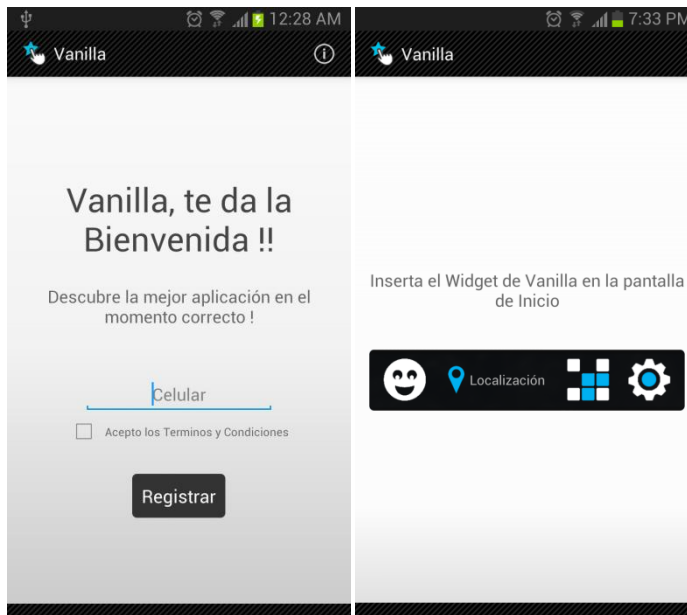 12:28 AM
Vanilla
Vanilla, te da la
Bienvenida !!
Descubre la mejor aplicación en el
momento correcto !
Celular
Acepto los Terminos y Condiciones
Registrar
7:33 PM
Vanilla
Inserta el Widget de Vanilla en la pantalla
de Inicio
Localización